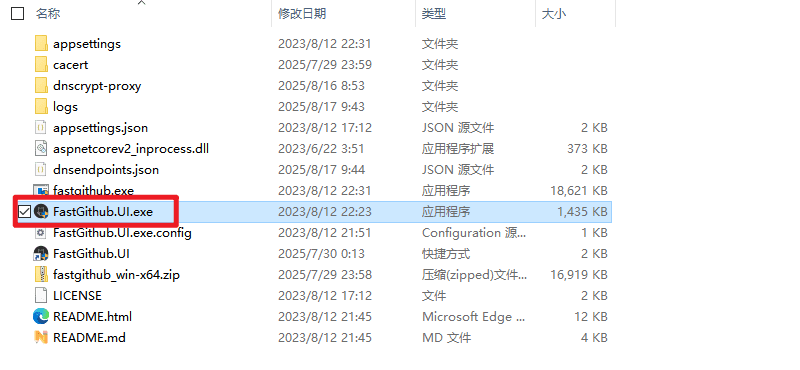 名称 修改日期 类型 大小
appsettings 2023/8/12 22:31 文件夹
cacert 2025/7/29 23:59 文件夹
dnscrypt-proxy 2025/8/16 8:53 文件夹
logs 2025/8/17 9:43 文件夹
appsettings.json 2023/8/12 17:12 JSON 源文件 2 KB
aspnetcorev2_inprocess.dll 2023/6/22 3:51 应用程序扩展 373 KB
dnsendpoints.json 2025/8/17 9:44 JSON 源文件 2 KB
fastgithub.exe 2023/8/12 22:31 应用程序 18,621 KB
FastGithub.UI.exe 2023/8/12 22:23 应用程序 1,435 KB
FastGithub.UI.exe.config 2023/8/12 21:45 Configuration 源... 1 KB
FastGithub.UI 2025/7/30 0:13 快捷方式 2 KB
fastgithub_win-x64.zip 2025/7/29 23:58 压缩(zipped)文件... 16,919 KB
LICENSE 2023/8/12 17:12 文件 2 KB
README.html 2023/8/12 21:45 Microsoft Edge ... 12 KB
README.md 2023/8/12 21:45 MD 文件 4 KB